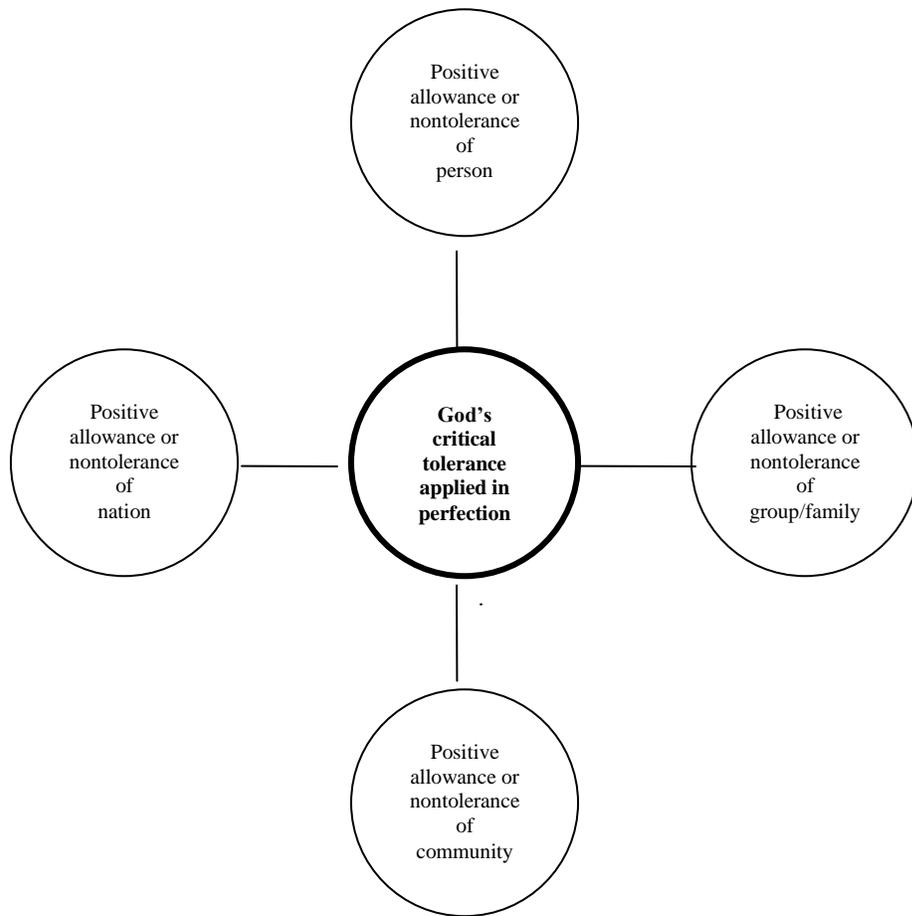 Positive
allowance or
nontolerance
of
person
Positive
allowance or
nontolerance
of
nation
God’s
critical
tolerance
applied in
perfection
Positive
allowance or
nontolerance
of
group/family
.
Positive
allowance or
nontolerance
of
community